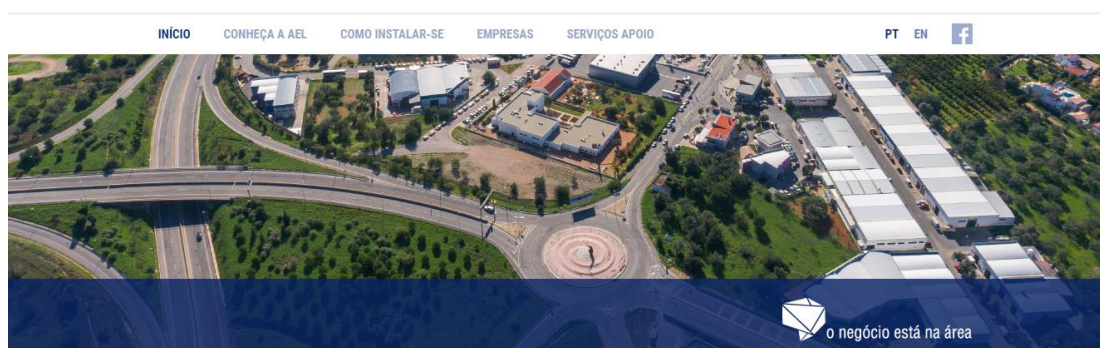 INÍCIO CONHEÇA A AEL COMO INSTALAR-SE EMPRESAS SERVIÇOS APOIO PT EN f
o negócio está na área